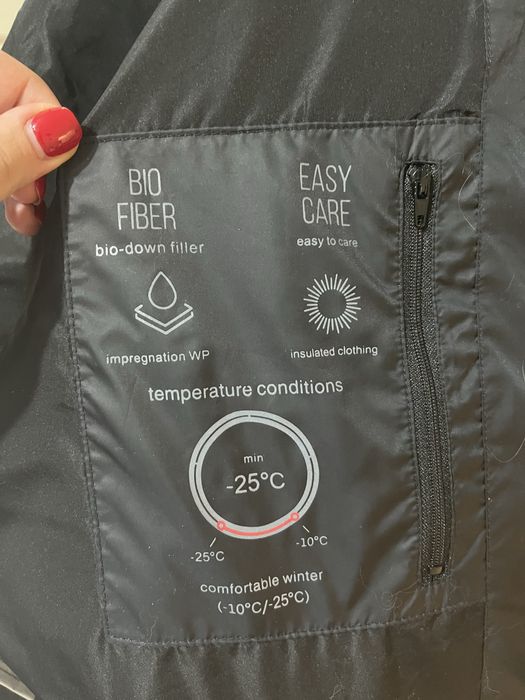 BIO
FIBER
bio-down filler
EASY
CARE
easy to care
impregnation WP
insulated clothing
temperature conditions
min
-25°C
-25°C
-10°C
comfortable winter
(-10°C/-25°C)